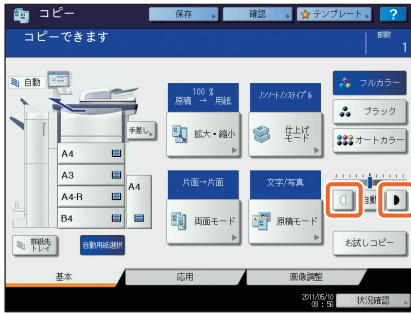 コピー
保存
確認
テンプレート
?
コピーできます
部数
1
自動
100 %
原稿 → 用紙
ﾉﾝｿｰﾄ/ﾉﾝｽﾃｲﾌﾟﾙ
フルカラー
拡大・縮小
仕上げ
モード
ブラック
手差し
オートカラー
A4
A3
A4-R
B4
A4
片面→片面
文字/写真
自動
両面モード
原稿モード
排紙先
トレイ
自動用紙選択
お試しコピー
基本
応用
画像調整
2011/05/10
09 : 56
状況確認